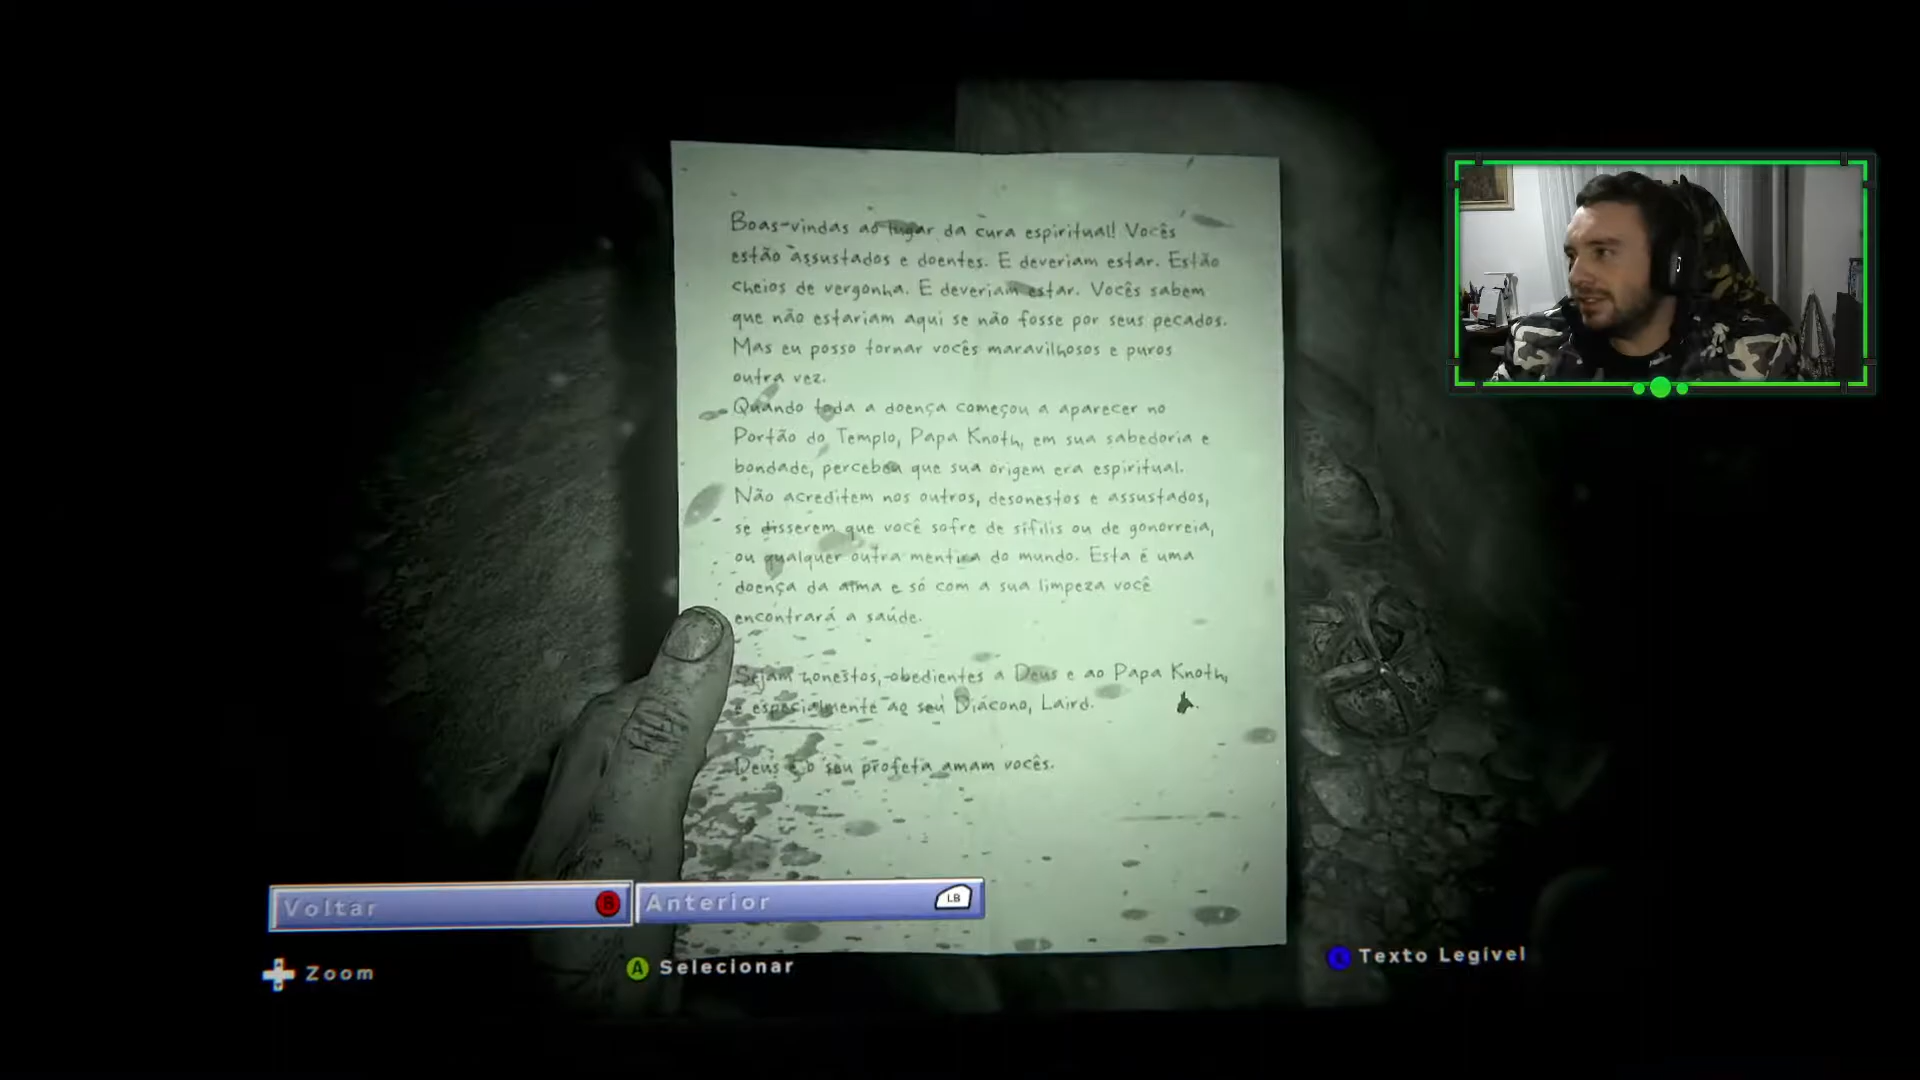 Boas-vindas ao lugar da cura espiritual! Vocês
estão assustados e doentes. E deveriam estar. Estão
cheios de vergonha. E deveriam estar. Vocês sabem
que não estariam aqui se não fosse por seus pecados.
Mas eu posso tornar vocês maravilhosos e puros
outra vez.
Quando toda a doença começou a aparecer no
Portão do Templo, Papa Knoth, em sua sabedoria e
bondade, percebeu que sua origem era espiritual.
Não acreditem nos outros, desonestos e assustados,
se disserem que você sofre de sífilis ou de gonorreia,
ou qualquer outra mentira do mundo. Esta é uma
doença da alma e só com a sua limpeza você
encontrará a saúde.
Sejam honestos, obedientes a Deus e ao Papa Knoth,
e especialmente ao seu Diácono, Laird.
Deus e o seu profeta amam vocês.
Voltar B
Anterior LB
Zoom
A Selecionar
Texto Legível